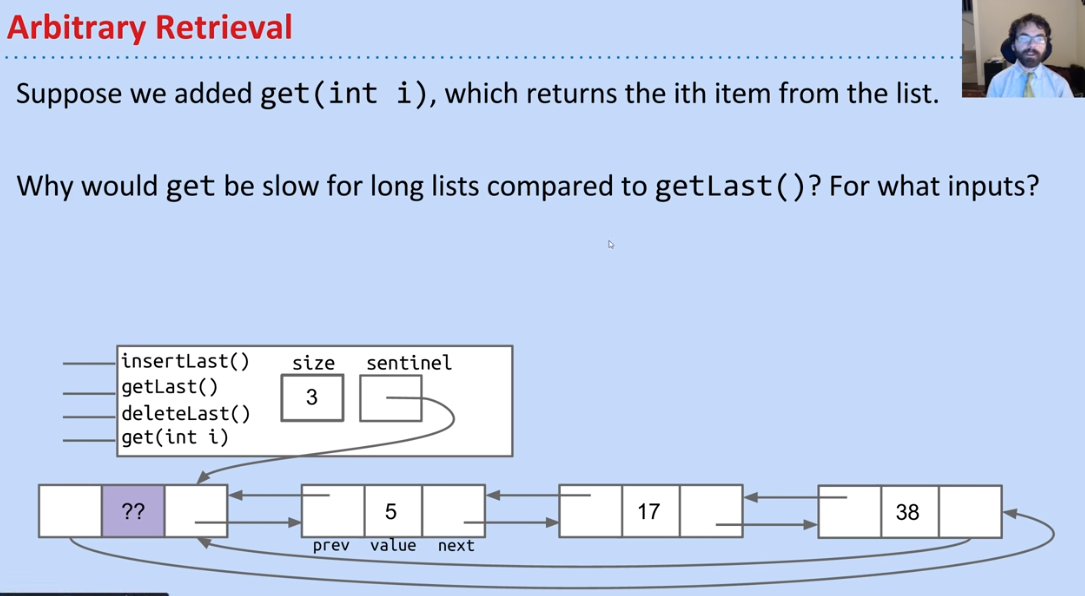 Arbitrary Retrieval
Suppose we added get(int i), which returns the ith item from the list.
Why would get be slow for long lists compared to getLast()? For what inputs?
insertLast() size sentinel
getLast()
3
deleteLast()
get(int i)
?? 5 17 38
prev value next